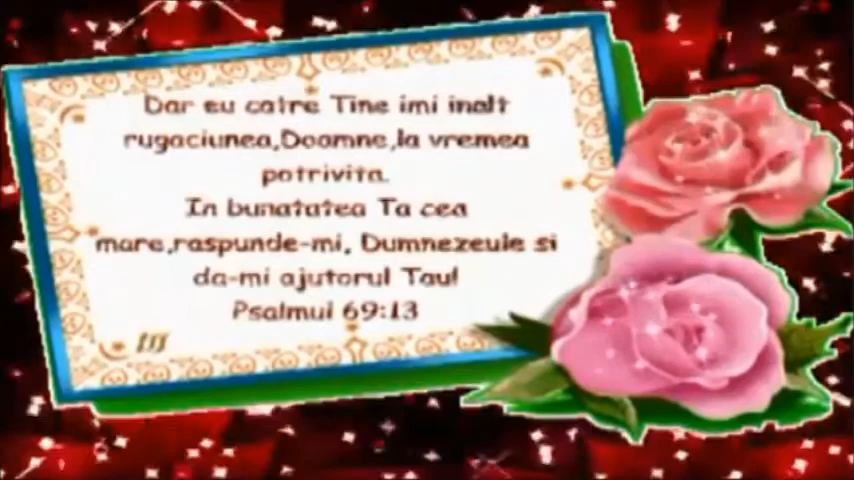 Dar eu catre Tine imi inalt
rugaciunea,Doamne,la vremea
potrivita.
In bunatatea Ta cea
mare,raspunde-mi, Dumnezeule si
da-mi ajutorul Tau!
Psalmul 69:13